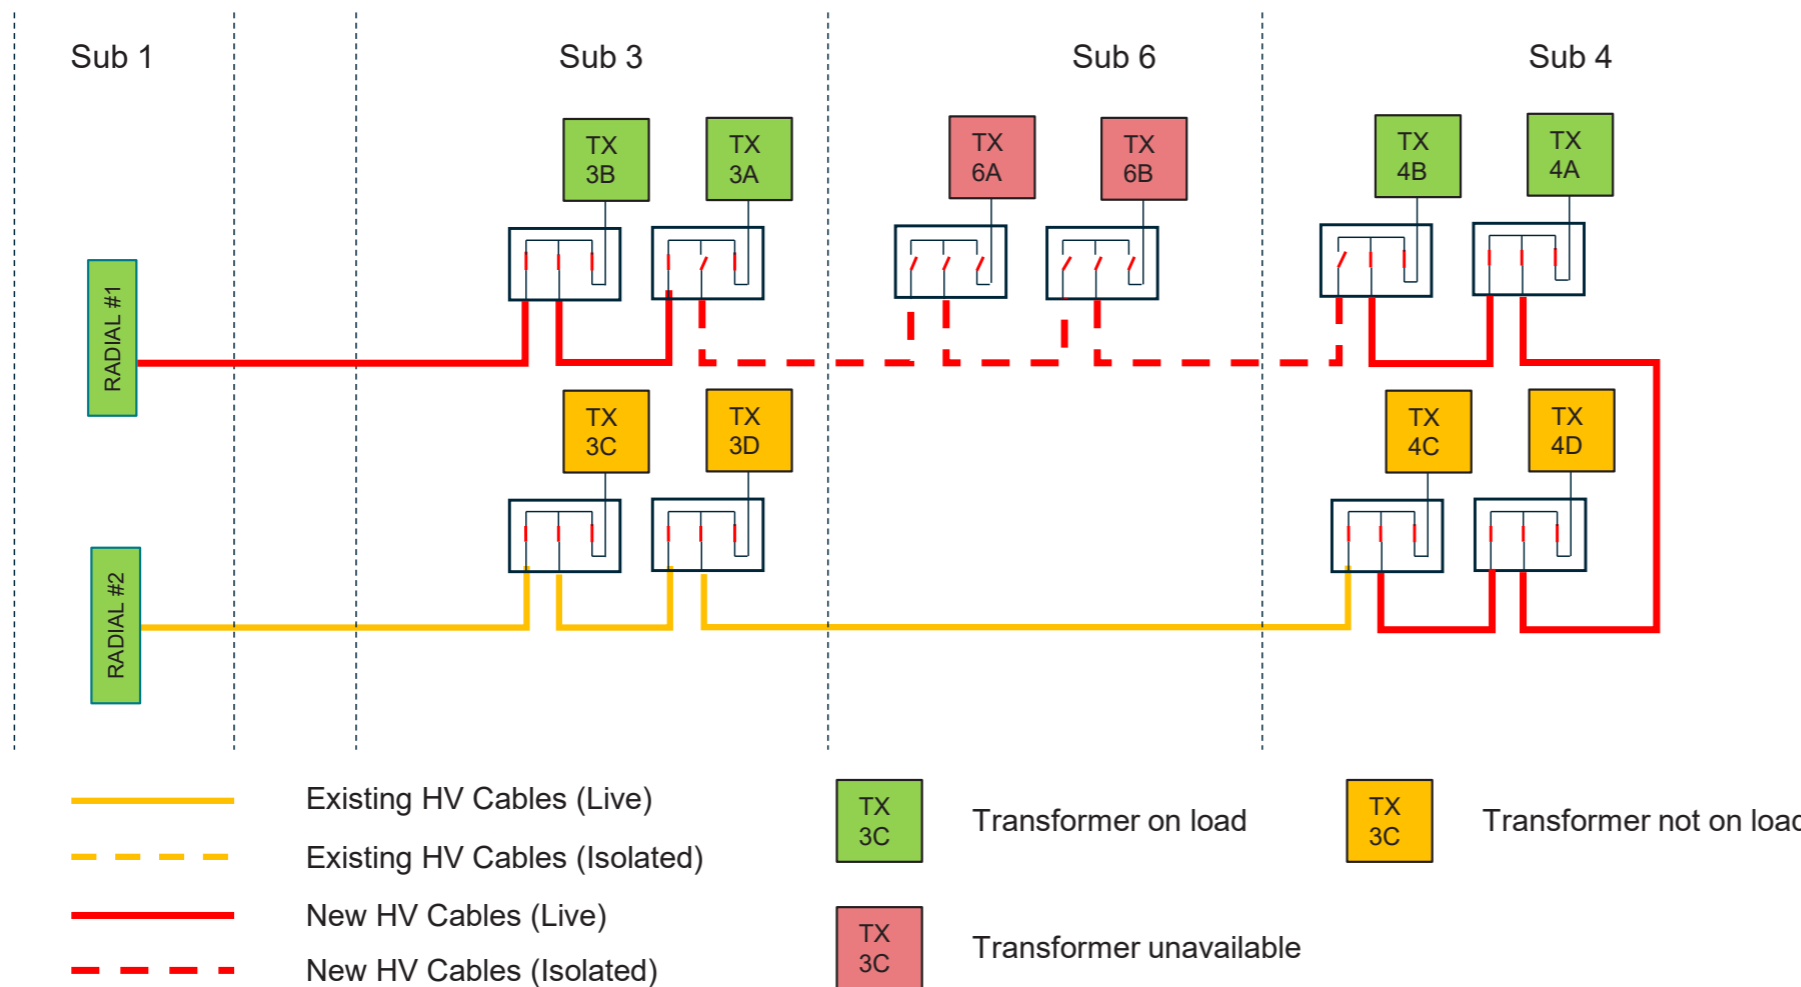 Sub 1
Sub 3
Sub 6
Sub 4
TX
3B
TX
3A
TX
6A
TX
6B
TX
4B
TX
4A
RADIAL #1
TX
3C
TX
3D
TX
4C
TX
4D
RADIAL #2
Existing HV Cables (Live)
Existing HV Cables (Isolated)
New HV Cables (Live)
New HV Cables (Isolated)
TX
3C
Transformer on load
TX
3C
Transformer not on load
TX
3C
Transformer unavailable